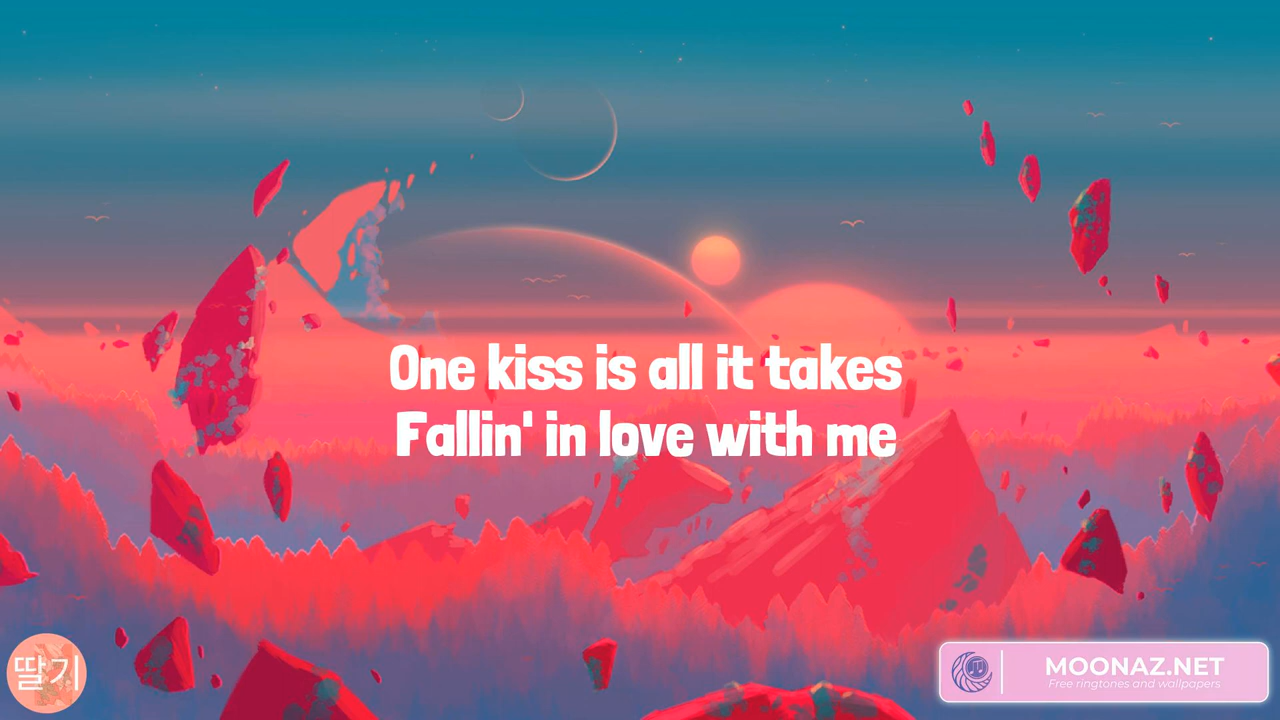 One kiss is all it takes
Fallin' in love with me
딸기
MOONAZ.NET
Free ringtones and wallpapers